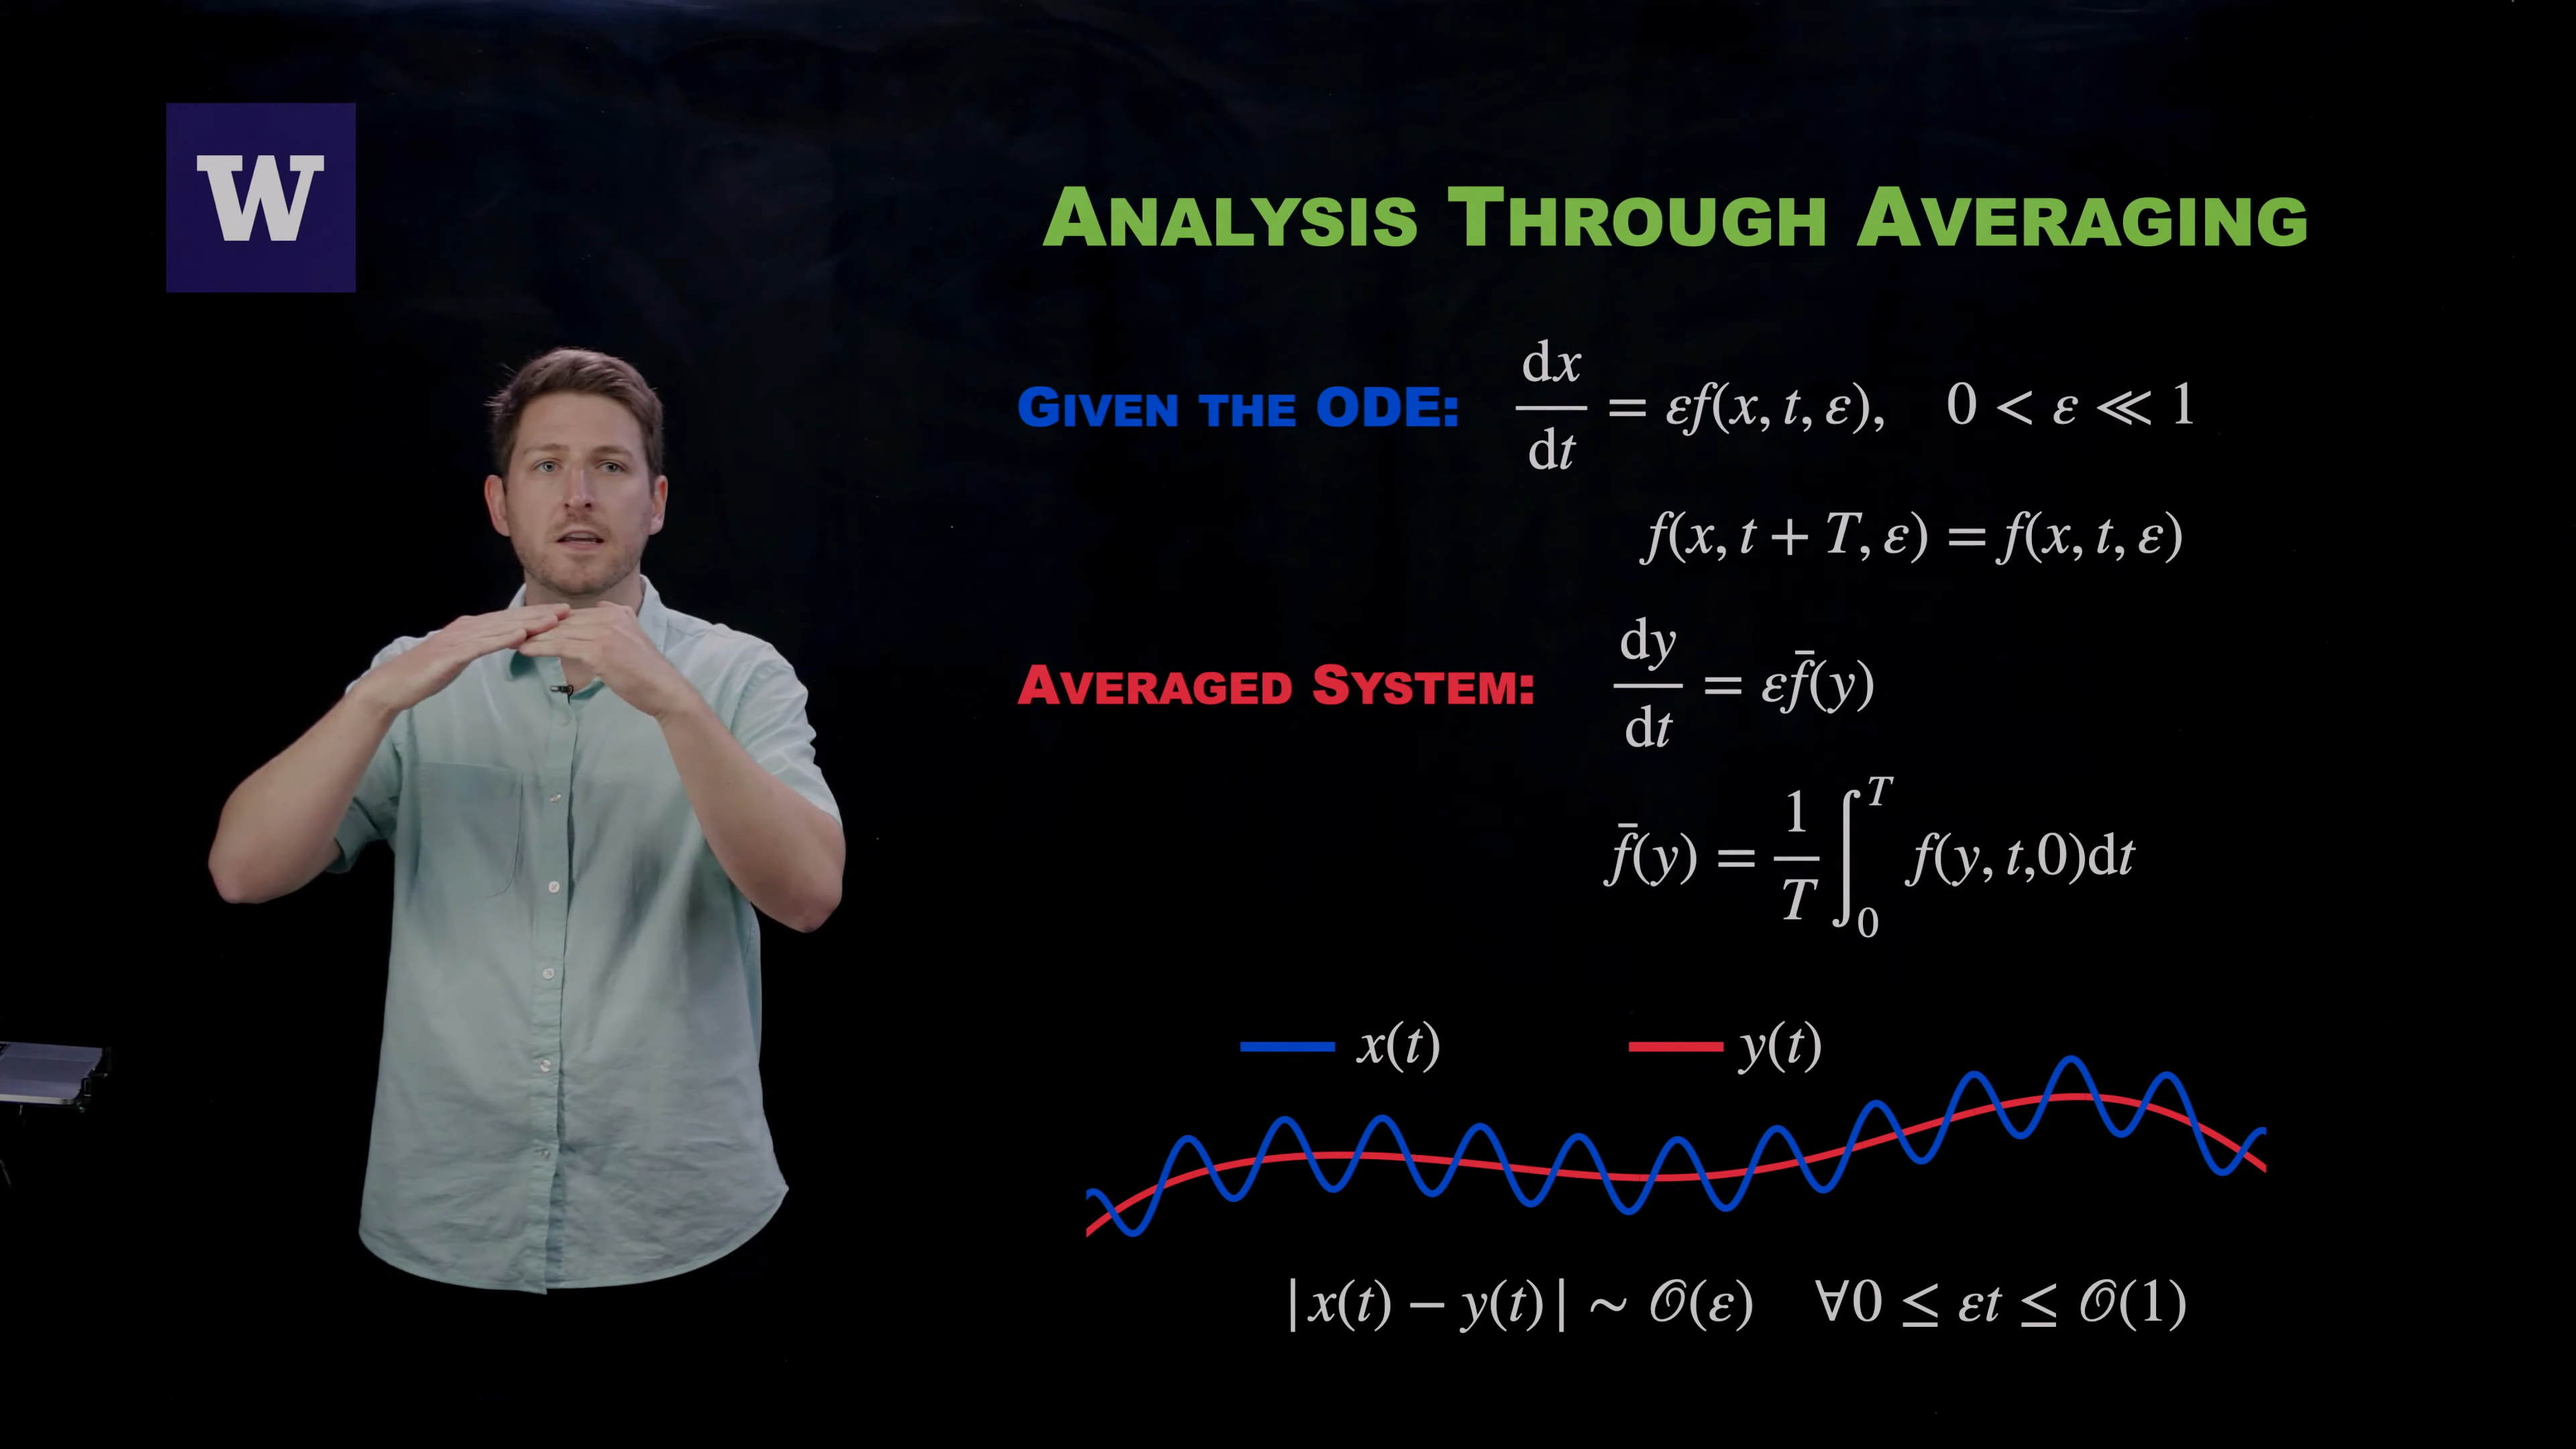 W
ANALYSIS THROUGH AVERAGING
GIVEN THE ODE: dx/dt = εf(x, t, ε), 0 < ε ≪ 1
f(x, t + T, ε) = f(x, t, ε)
AVERAGED SYSTEM: dy/dt = εf̄(y)
f̄(y) = 1/T ∫₀ᵀ f(y, t,0)dt
x(t) y(t)
|x(t) − y(t)| ~ 𝒪(ε) ∀0 ≤ εt ≤ 𝒪(1)